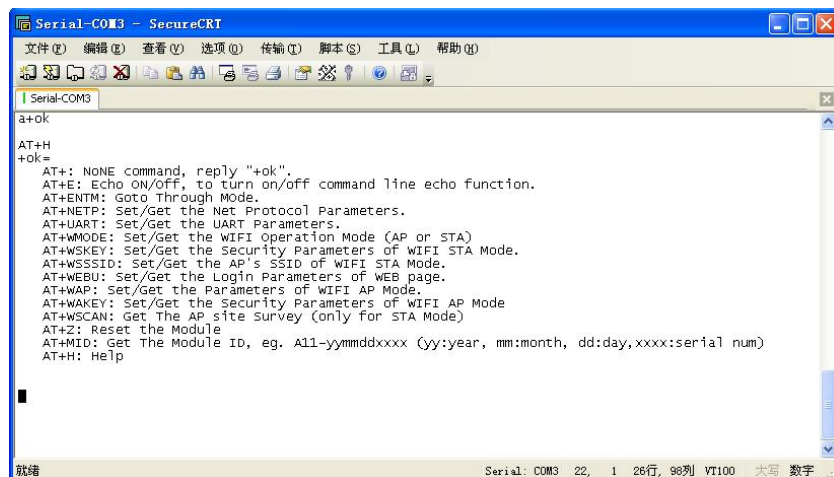 Serial-COM3 - SecureCRT
文件(F) 编辑(E) 查看(V) 选项(O) 传输(T) 脚本(S) 工具(L) 帮助(H)
Serial-COM3
a+ok
AT+H
+ok=
AT+: NONE command, reply "+ok".
AT+E: Echo ON/Off, to turn on/off command line echo function.
AT+ENTM: Goto Through MOde.
AT+NETP: Set/Get the Net Protocol Parameters.
AT+UART: Set/Get the UART Parameters.
AT+WMODE: Set/Get the WIFI Operation Mode (AP or STA)
AT+WSKEY: Set/Get the Security Parameters of WIFI STA Mode.
AT+WSSSID: Set/Get the AP's SSID of WIFI STA Mode.
AT+WEBU: Set/Get the Login Parameters of WEB page.
AT+WAP: Set/Get the Parameters of WIFI AP Mode.
AT+WAKEY: Set/Get the Security Parameters of WIFI AP Mode
AT+WSCAN: Get The AP site Survey (only for STA Mode)
AT+Z: Reset the Module
AT+MID: Get The Module ID, eg. A11-yymmddxxxx (yy:year, mm:month, dd:day,xxxx:serial num)
AT+H: Help
就绪 Serial: COM3 22, 1 26行, 98列 VT100 大写 数字